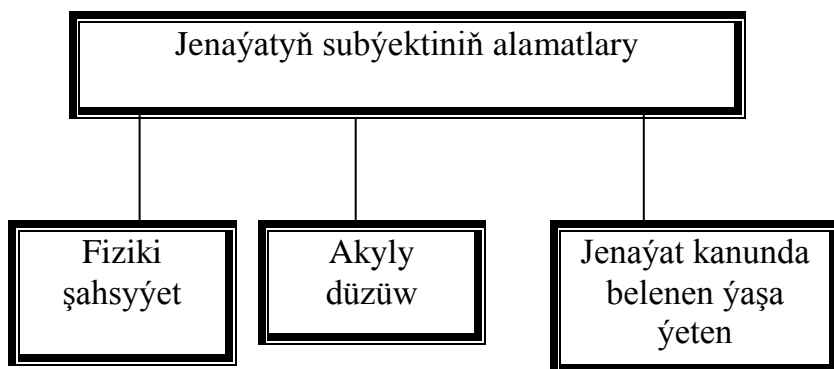 Jenaýatyň subýektiniň alamatlary
Fiziki
şahsyýet
Akyly
düzüw
Jenaýat kanunda
belenen ýaşa
ýeten